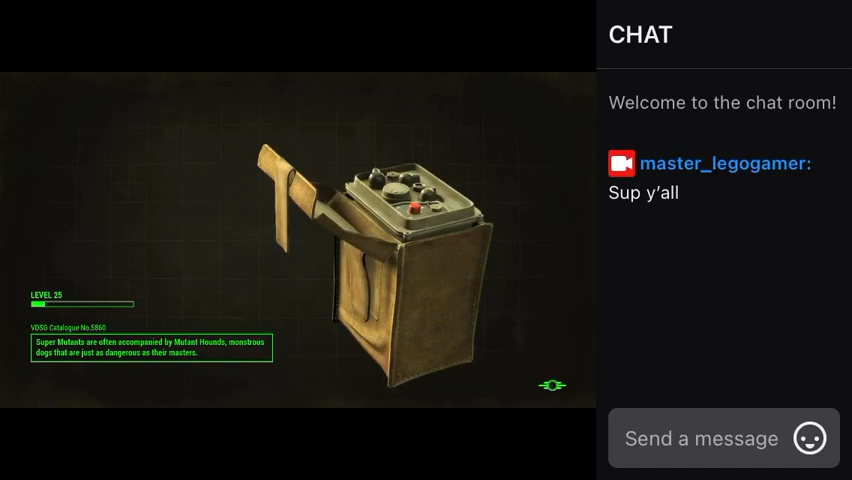 CHAT
Welcome to the chat room!
master_legogamer:
Sup y’all
LEVEL 25
VDSG Catalogue No.5860
Super Mutants are often accompanied by Mutant Hounds, monstrous
dogs that are just as dangerous as their masters.
Send a message